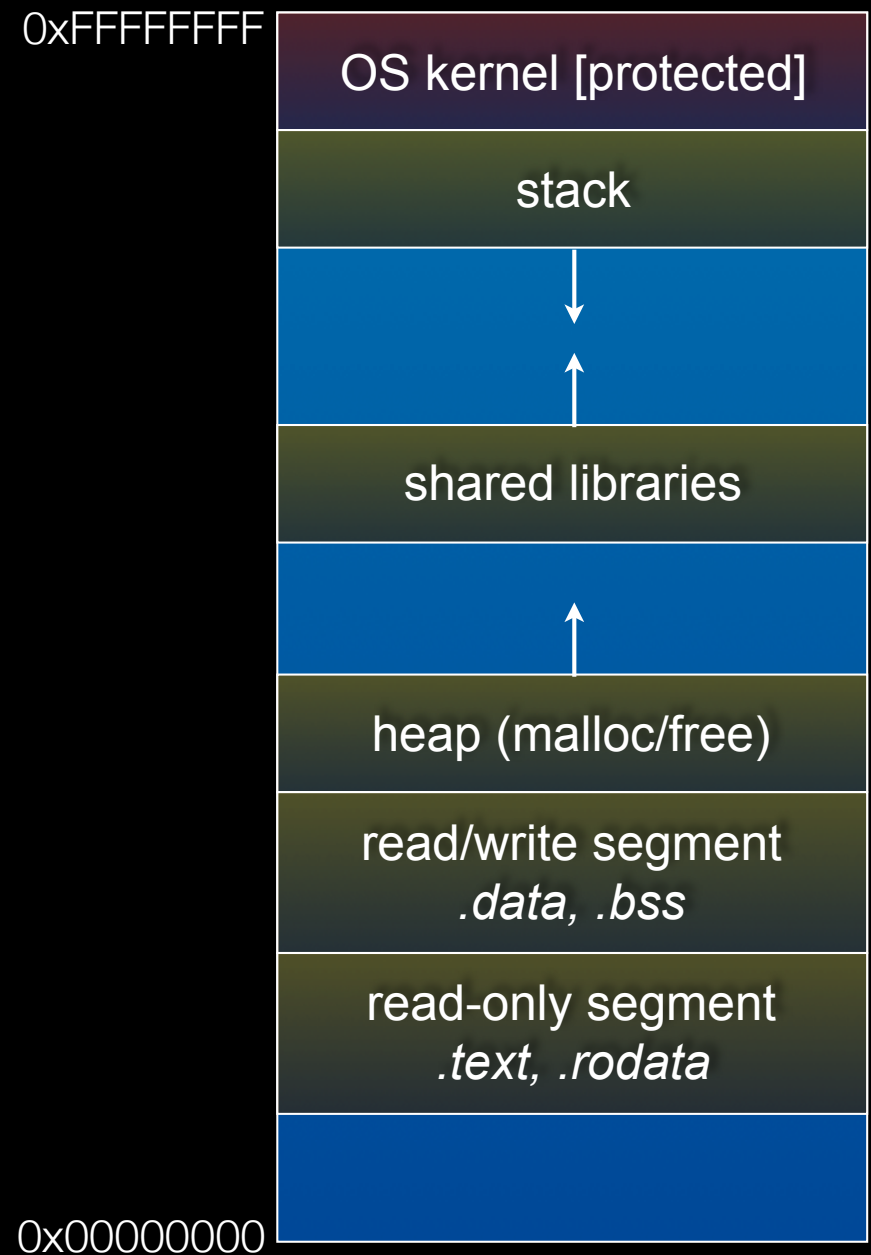 0xFFFFFFFF
OS kernel [protected]
stack
shared libraries
heap (malloc/free)
read/write segment
.data, .bss
read-only segment
.text, .rodata
0x00000000